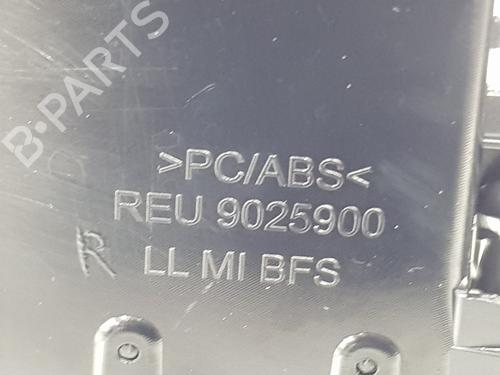 B-PARTS
>PC/ABS<
REU 9025900
R
LL MI BFS